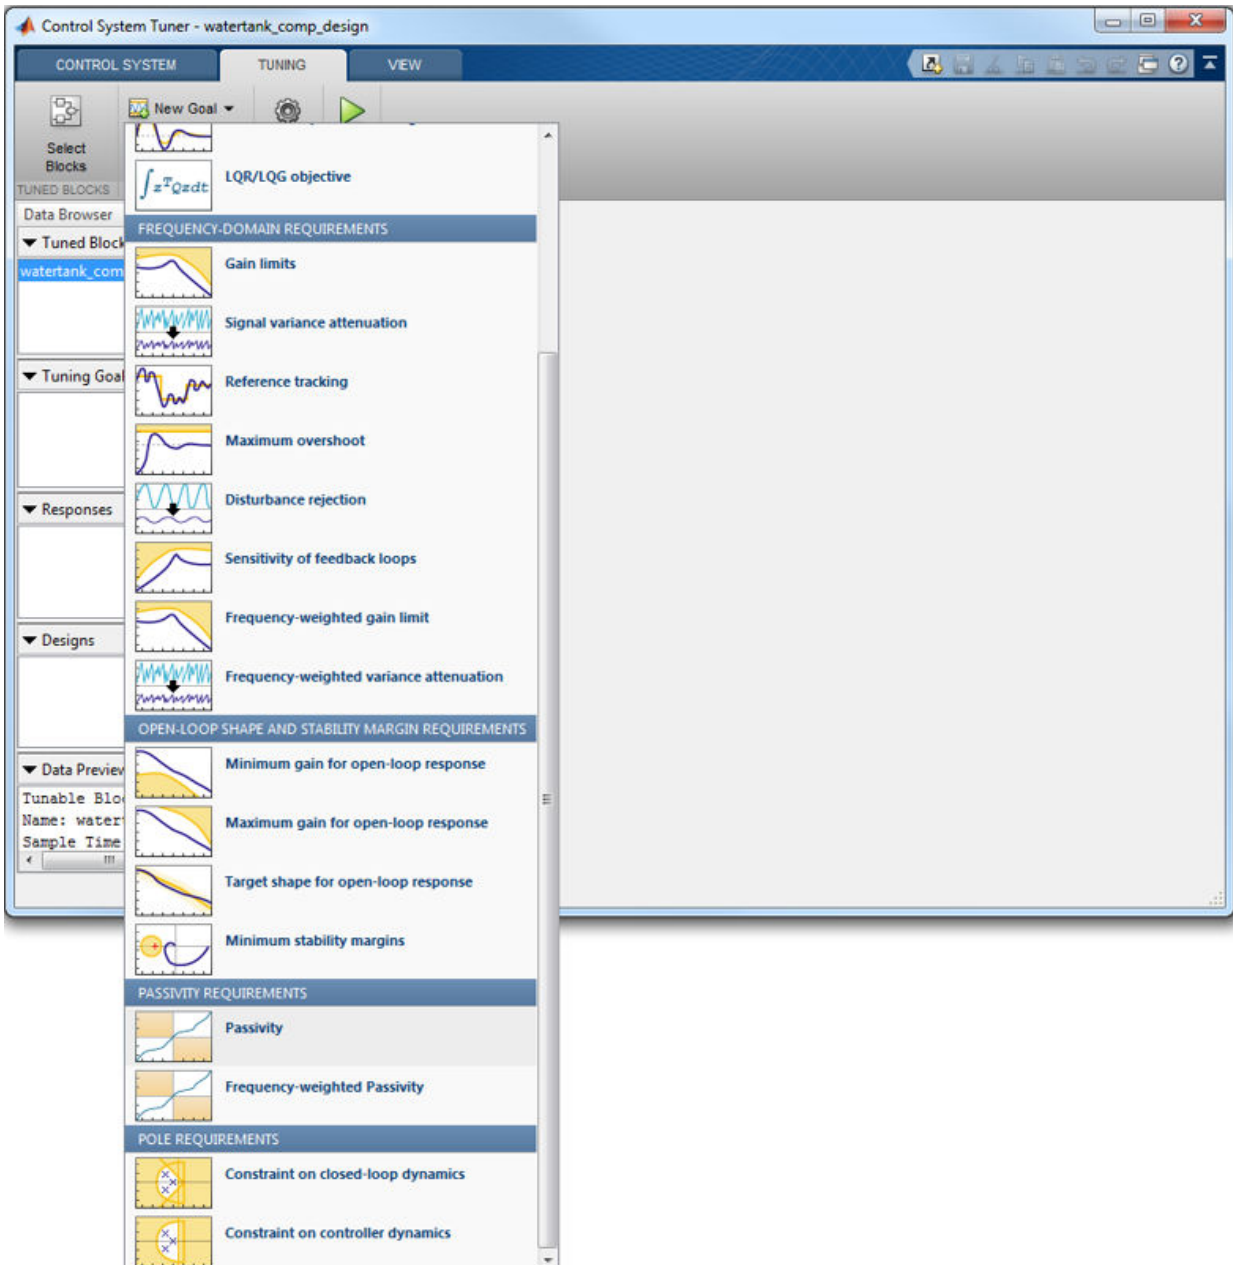 Control System Tuner - watertank_comp_design
CONTROL SYSTEM
TUNING
VIEW
New Goal
Select
Blocks
TUNED BLOCKS
LQR/LQG objective
∫zᵀQzdt
Data Browser
FREQUENCY-DOMAIN REQUIREMENTS
Tuned Block
watertank_com
Gain limits
Signal variance attenuation
Tuning Goal
Reference tracking
Maximum overshoot
Disturbance rejection
Responses
Sensitivity of feedback loops
Frequency-weighted gain limit
Designs
Frequency-weighted variance attenuation
OPEN-LOOP SHAPE AND STABILITY MARGIN REQUIREMENTS
Data Preview
Minimum gain for open-loop response
Tunable Bloc
Name: watert
Sample Time
Maximum gain for open-loop response
Target shape for open-loop response
Minimum stability margins
PASSIVITY REQUIREMENTS
Passivity
Frequency-weighted Passivity
POLE REQUIREMENTS
Constraint on closed-loop dynamics
Constraint on controller dynamics